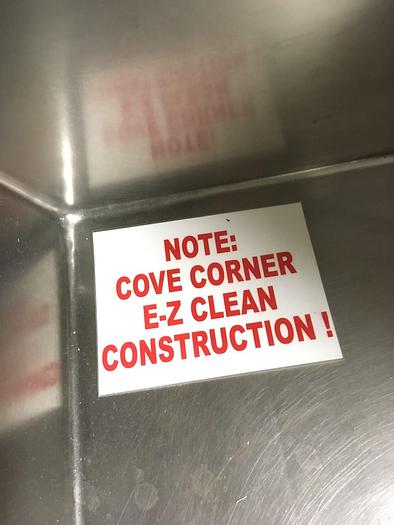 NOTE:
COVE CORNER
E-Z CLEAN
CONSTRUCTION !